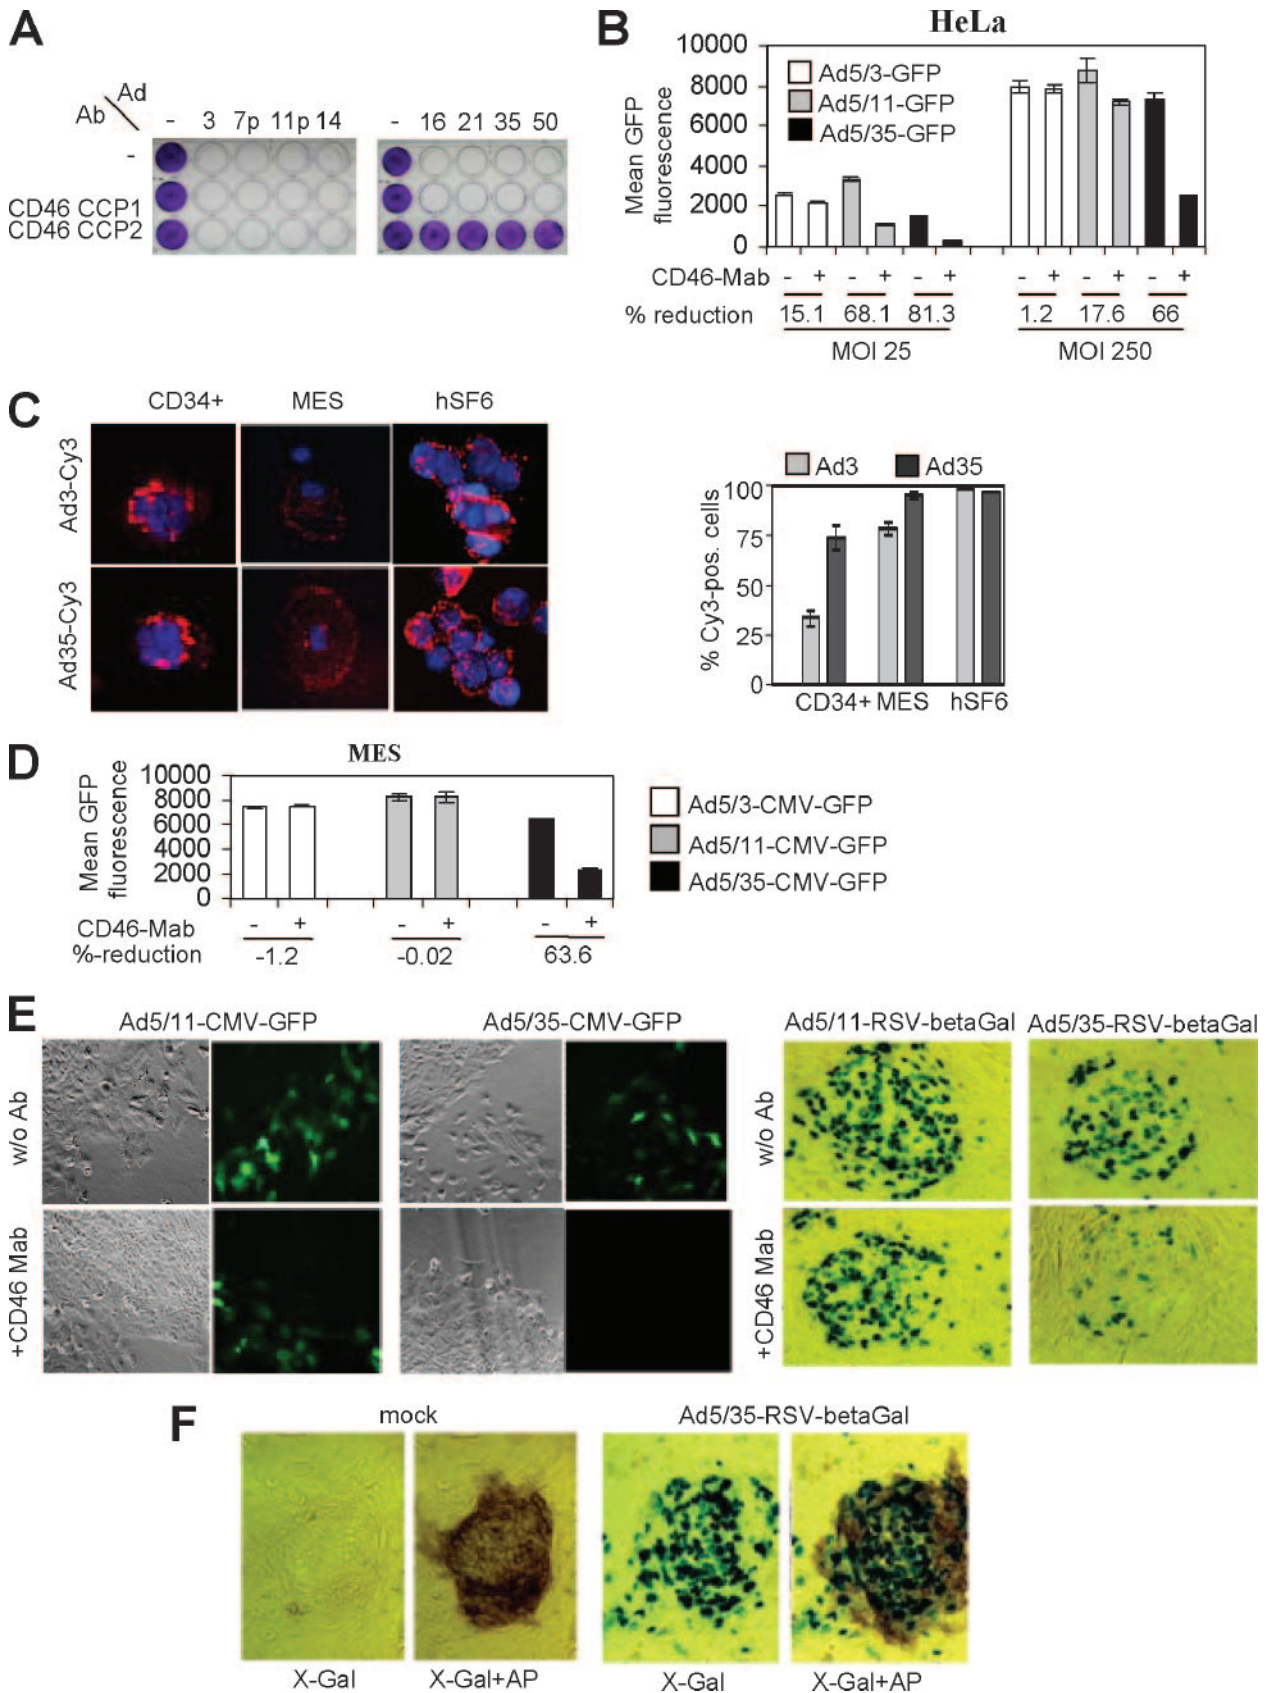 A
Ad
Ab
- 3 7p 11p 14
- 16 21 35 50
-
CD46 CCP1
CD46 CCP2
B
HeLa
Mean GFP
fluorescence
10000
8000
6000
4000
2000
0
Ad5/3-GFP
Ad5/11-GFP
Ad5/35-GFP
CD46-Mab - + - + - + - + - + - +
% reduction 15.1 68.1 81.3 1.2 17.6 66
MOI 25 MOI 250
C
CD34+ MES hSF6
Ad3-Cy3
Ad35-Cy3
Ad3 Ad35
% Cy3-pos. cells
100
75
50
25
0
CD34+ MES hSF6
D
MES
Mean GFP
fluorescence
10000
8000
6000
4000
2000
0
Ad5/3-CMV-GFP
Ad5/11-CMV-GFP
Ad5/35-CMV-GFP
CD46-Mab - + - + - +
%-reduction -1.2 -0.02 63.6
E
Ad5/11-CMV-GFP Ad5/35-CMV-GFP Ad5/11-RSV-betaGal Ad5/35-RSV-betaGal
w/o Ab
+CD46 Mab
w/o Ab
+CD46 Mab
F
mock Ad5/35-RSV-betaGal
X-Gal X-Gal+AP X-Gal X-Gal+AP